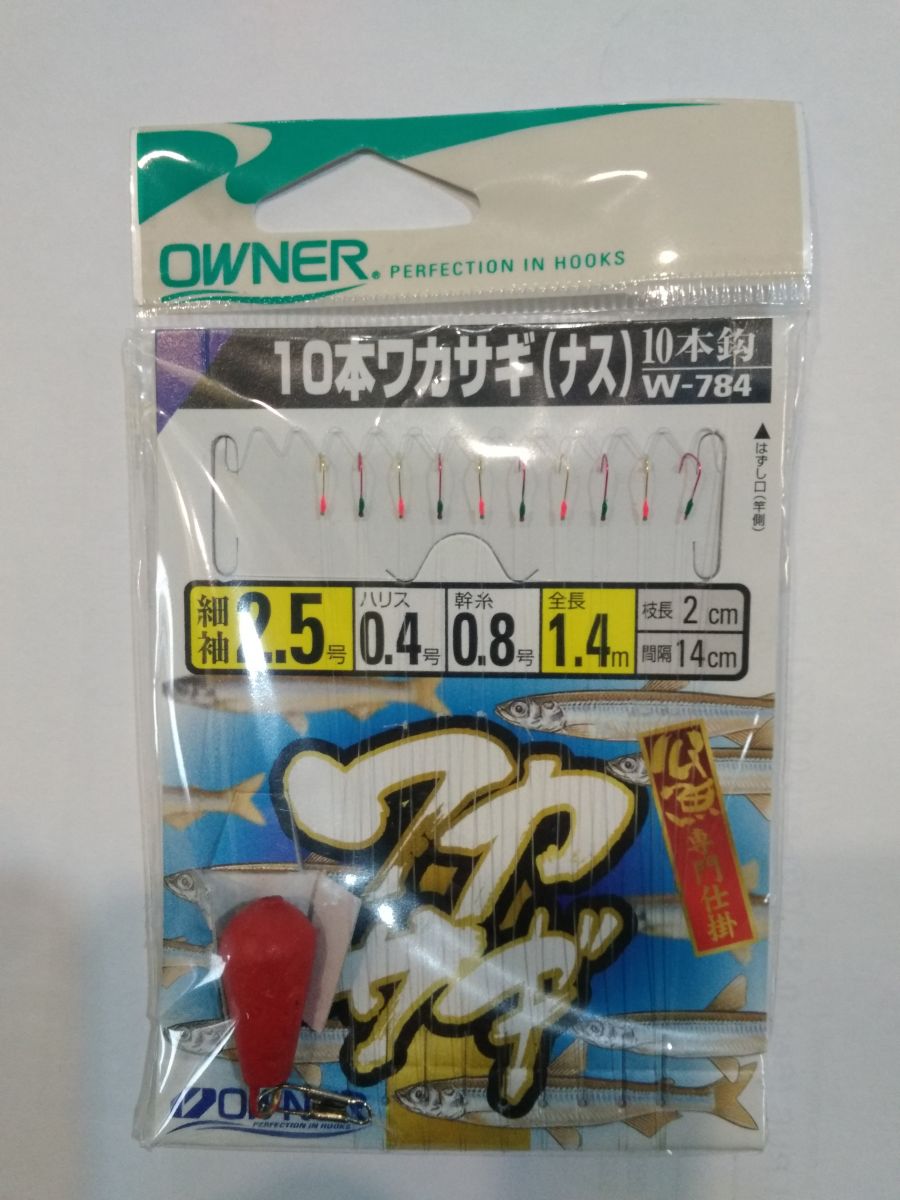 OWNER® PERFECTION IN HOOKS
10本ワカサギ(ナス)
10本鈎
W-784
▲はずし口(竿側)
細袖 2.5号
ハリス 0.4号
幹糸 0.8号
全長 1.4m
枝長 2cm
間隔 14cm
ワカサギ
公魚専門仕掛
OWNER
PERFECTION IN HOOKS